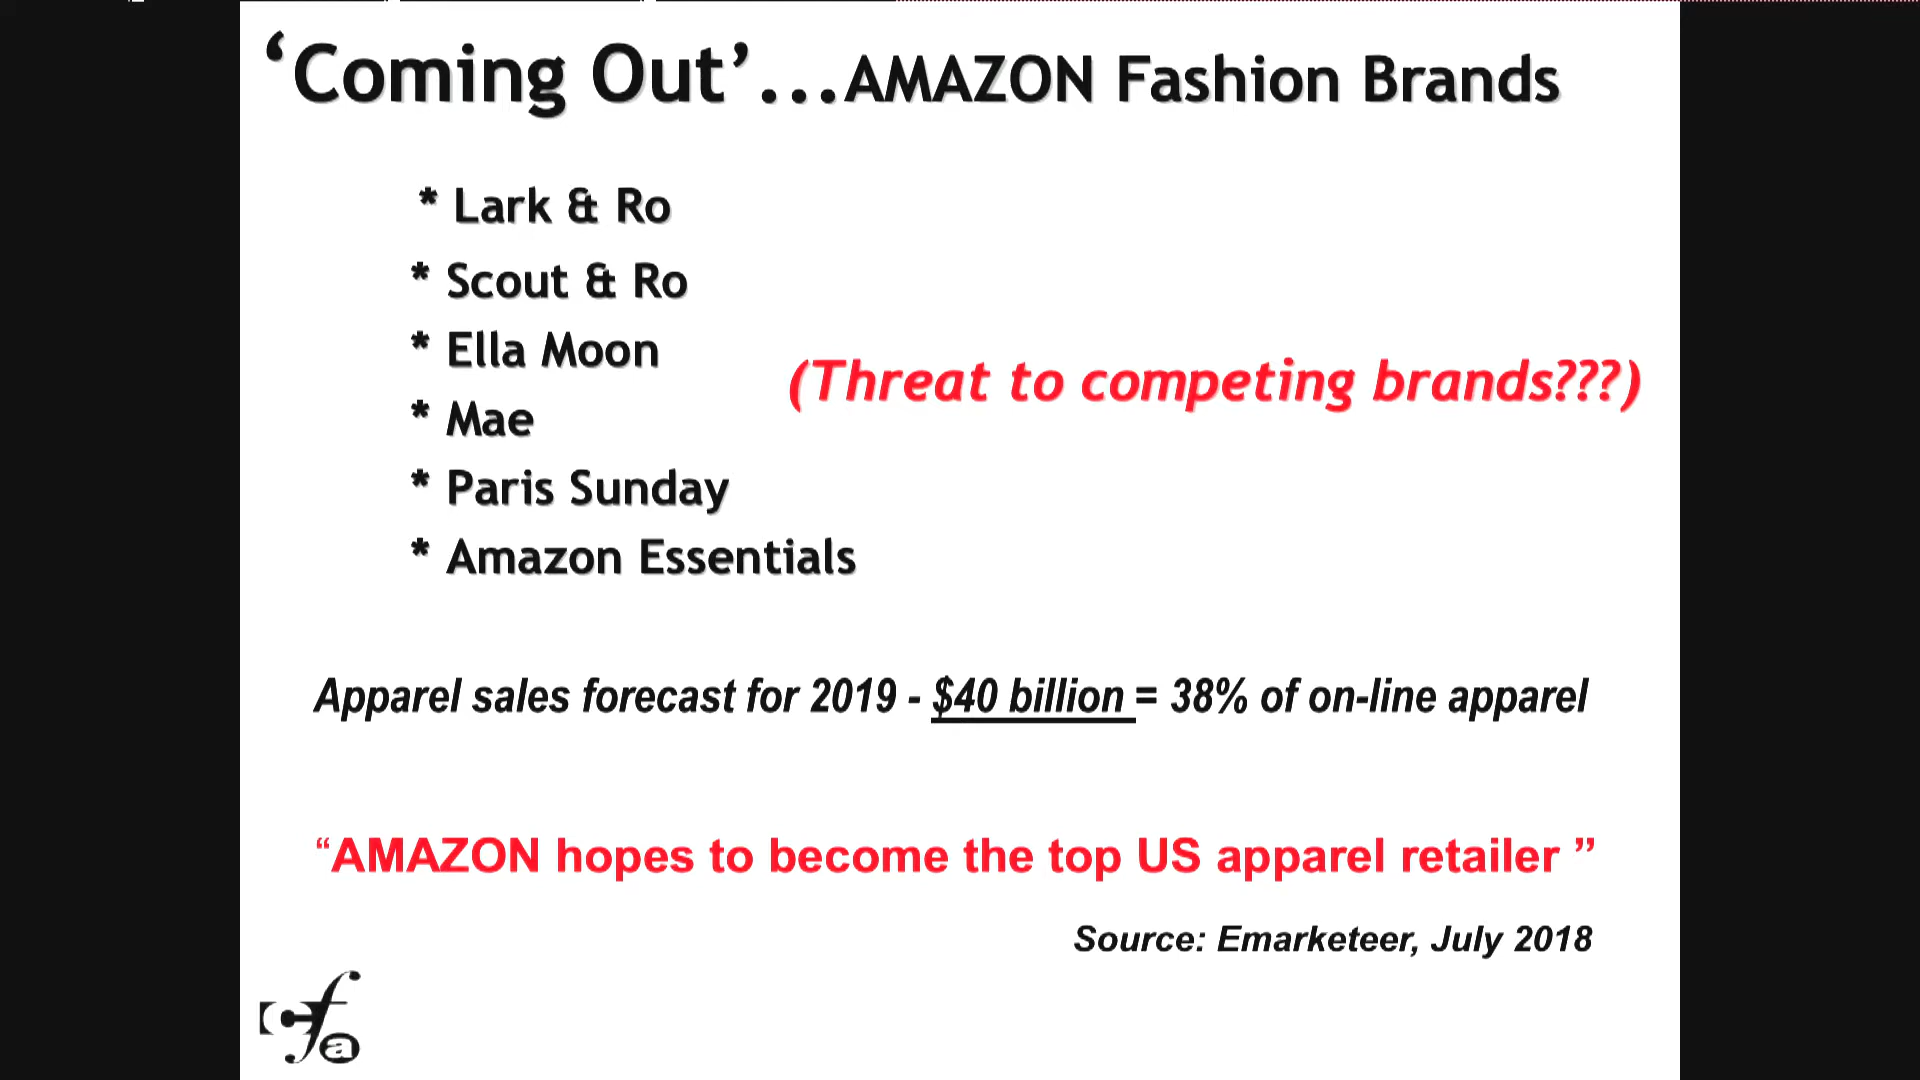 ‘Coming Out’...AMAZON Fashion Brands
* Lark & Ro
* Scout & Ro
* Ella Moon
(Threat to competing brands???)
* Mae
* Paris Sunday
* Amazon Essentials
Apparel sales forecast for 2019 - $40 billion = 38% of on-line apparel
“AMAZON hopes to become the top US apparel retailer ”
Source: Emarketeer, July 2018
cfa